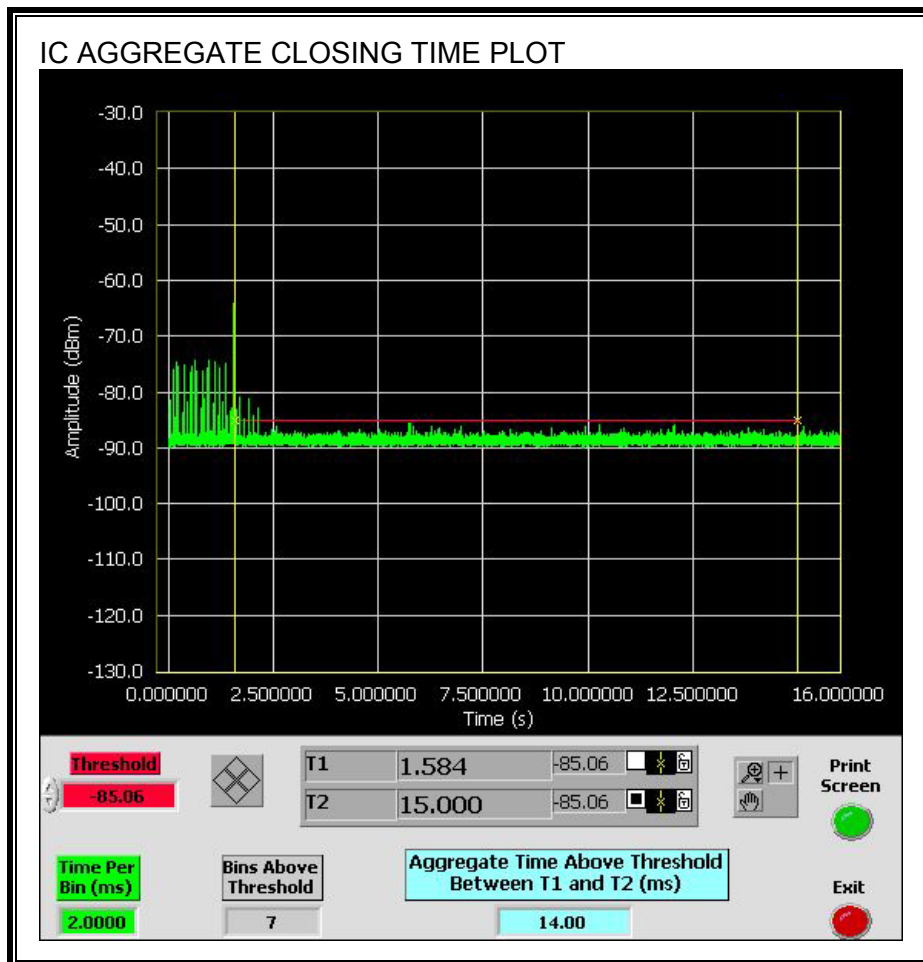 IC AGGREGATE CLOSING TIME PLOT
-30.0
-40.0
-50.0
-60.0
-70.0
-80.0
-90.0
-100.0
-110.0
-120.0
-130.0
Amplitude (dBm)
0.000000 2.500000 5.000000 7.500000 10.000000 12.500000 16.000000
Time (s)
Threshold
-85.06
T1 1.584 -85.06
T2 15.000 -85.06
Print
Screen
Time Per
Bin (ms)
2.0000
Bins Above
Threshold
7
Aggregate Time Above Threshold
Between T1 and T2 (ms)
14.00
Exit